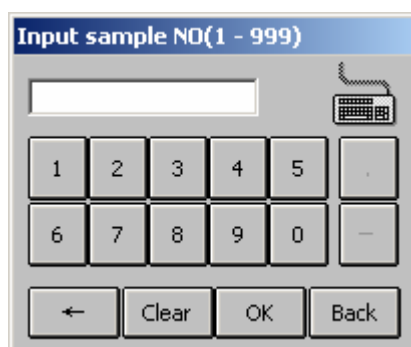 Input sample NO(1 - 999)
1 2 3 4 5 .
6 7 8 9 0 —
← Clear OK Back